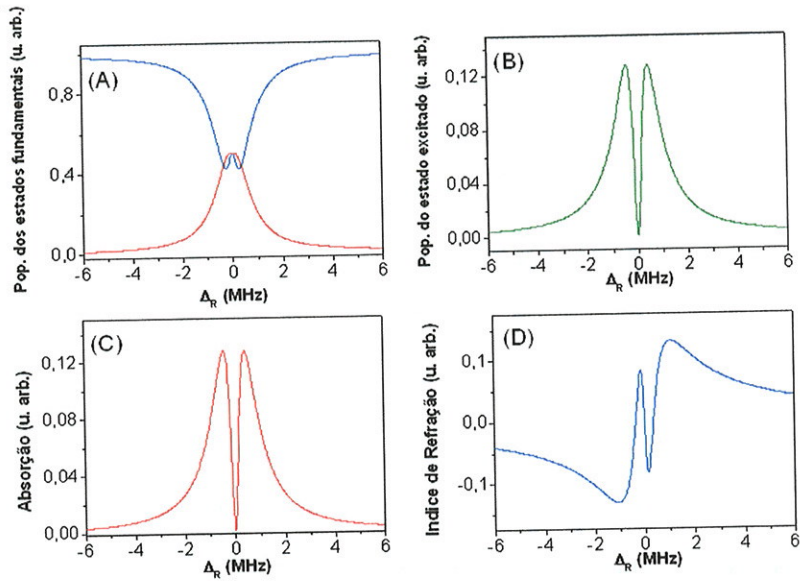 Pop. dos estados fundamentais (u. arb.)
(A)
0,8
0,4
0,0
-6 -4 -2 0 2 4 6
Δ_R (MHz)
Pop. do estado excitado (u. arb.)
(B)
0,12
0,08
0,04
0,00
-6 -4 -2 0 2 4 6
Δ_R (MHz)
Absorção (u. arb.)
(C)
0,12
0,08
0,04
0,00
-6 -4 -2 0 2 4 6
Δ_R (MHz)
Indice de Refração (u. arb.)
(D)
0,1
0,0
-0,1
-6 -4 -2 0 2 4 6
Δ_R (MHz)